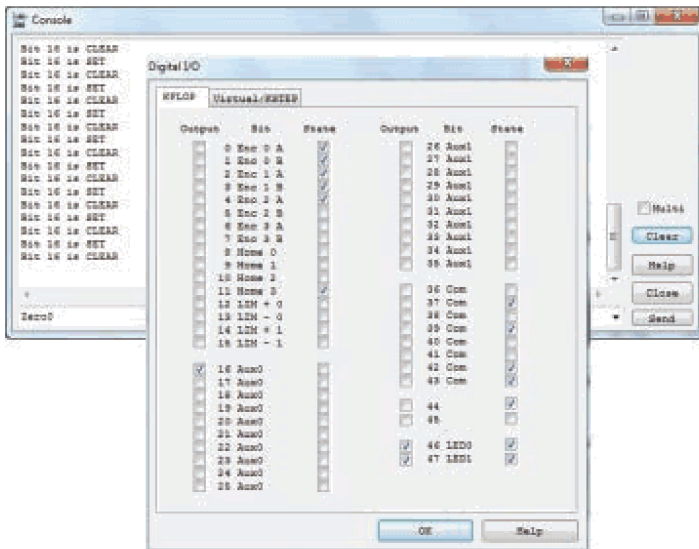 Console
Bit 16 is CLEAR
Bit 16 is SET
Bit 16 is CLEAR
Bit 16 is SET
Bit 16 is CLEAR
Bit 16 is SET
Bit 16 is CLEAR
Bit 16 is SET
Bit 16 is CLEAR
Bit 16 is SET
Bit 16 is CLEAR
Bit 16 is SET
Bit 16 is CLEAR
Bit 16 is SET
Bit 16 is CLEAR
Bit 16 is SET
Bit 16 is CLEAR
Zero0
Multi
Clear
Help
Close
Send
Digital I/O
KFLOP Virtual/KSTEP
Output Bit State
0 Enc 0 A
1 Enc 0 B
2 Enc 1 A
3 Enc 1 B
4 Enc 2 A
5 Enc 2 B
6 Enc 3 A
7 Enc 3 B
8 Home 0
9 Home 1
10 Home 2
11 Home 3
12 LIM + 0
13 LIM - 0
14 LIM + 1
15 LIM - 1
16 Aux0
17 Aux0
18 Aux0
19 Aux0
20 Aux0
21 Aux0
22 Aux0
23 Aux0
24 Aux0
25 Aux0
Output Bit State
26 Aux1
27 Aux1
28 Aux1
29 Aux1
30 Aux1
31 Aux1
32 Aux1
33 Aux1
34 Aux1
35 Aux1
36 Com
37 Com
38 Com
39 Com
40 Com
41 Com
42 Com
43 Com
44
45
46 LED0
47 LED1
OK
Help